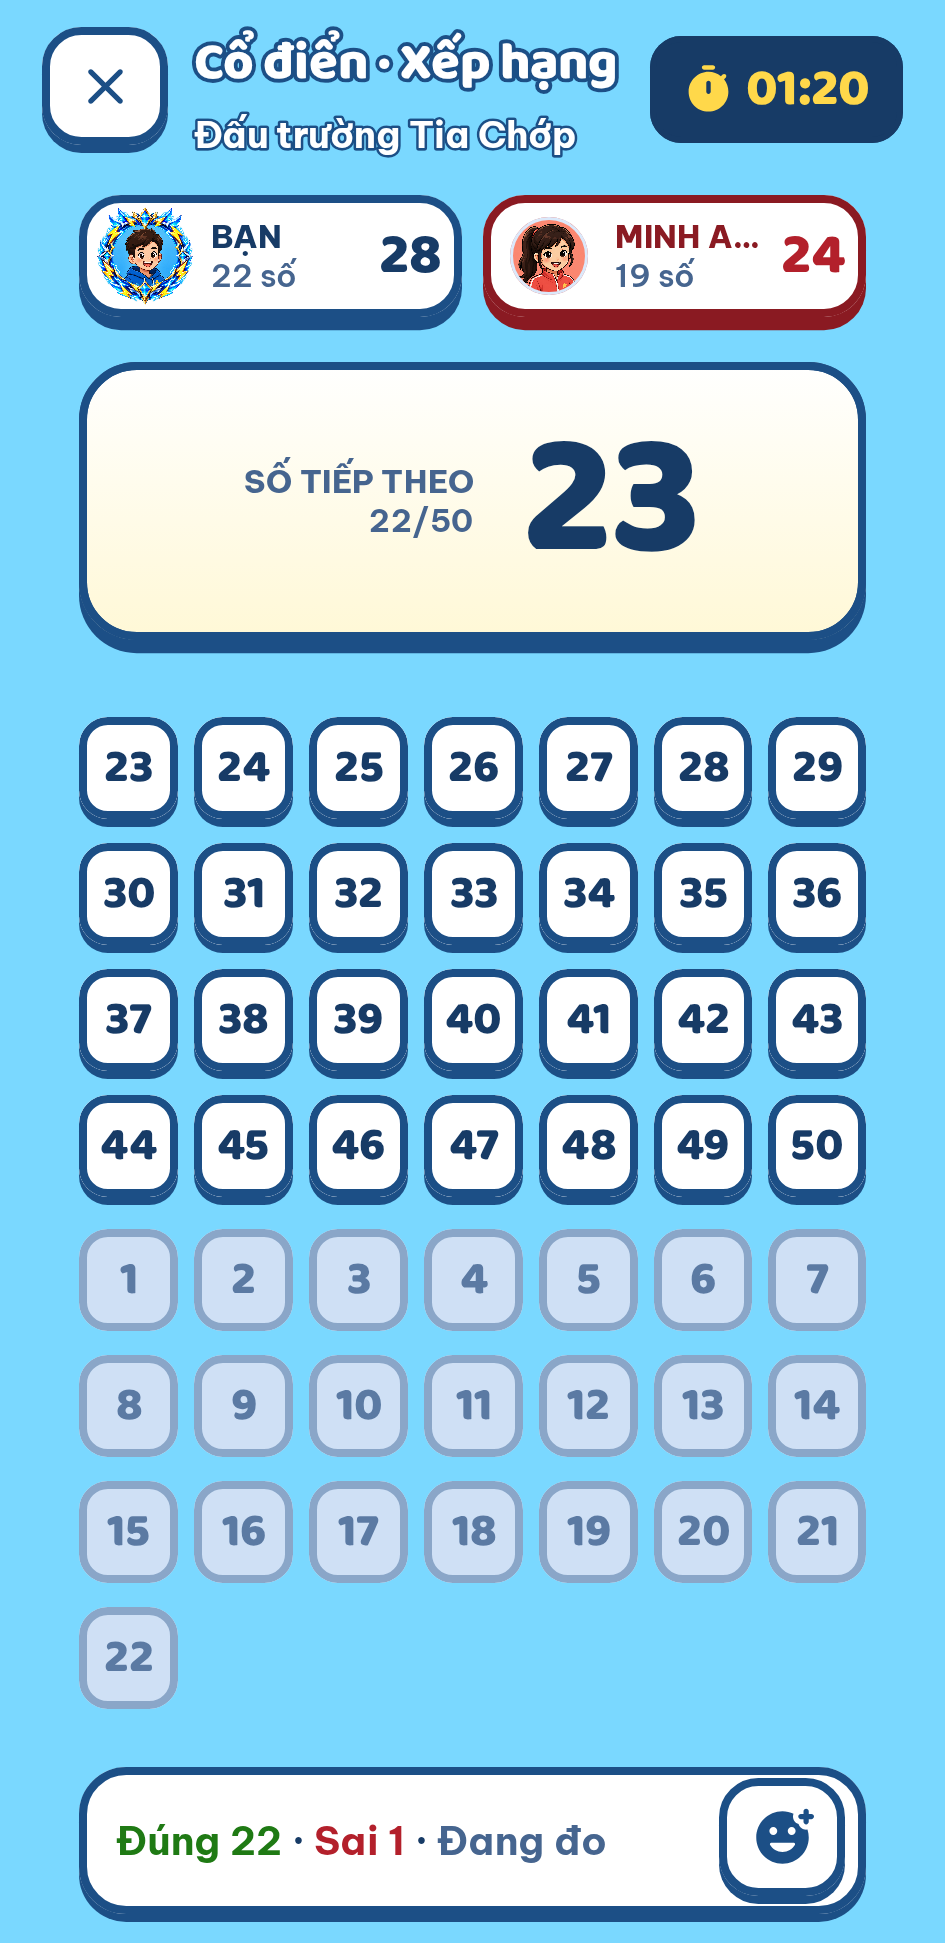 Cổ điển · Xếp hạng
Đấu trường Tia Chớp
01:20
BẠN
22 số
28
MINH A...
19 số
24
SỐ TIẾP THEO
22/50
23
23 24 25 26 27 28 29
30 31 32 33 34 35 36
37 38 39 40 41 42 43
44 45 46 47 48 49 50
1 2 3 4 5 6 7
8 9 10 11 12 13 14
15 16 17 18 19 20 21
22
Đúng 22 · Sai 1 · Đang đo